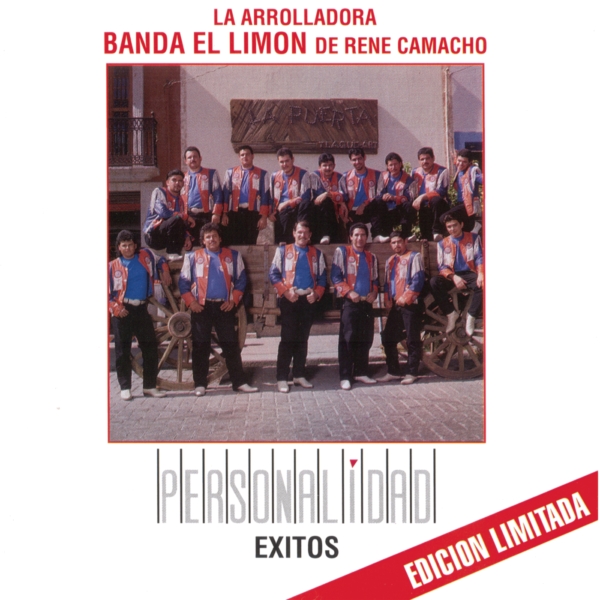 LA ARROLLADORA
BANDA EL LIMON DE RENE CAMACHO
LA PUERTA
PERSONALIDAD
EXITOS
EDICION LIMITADA